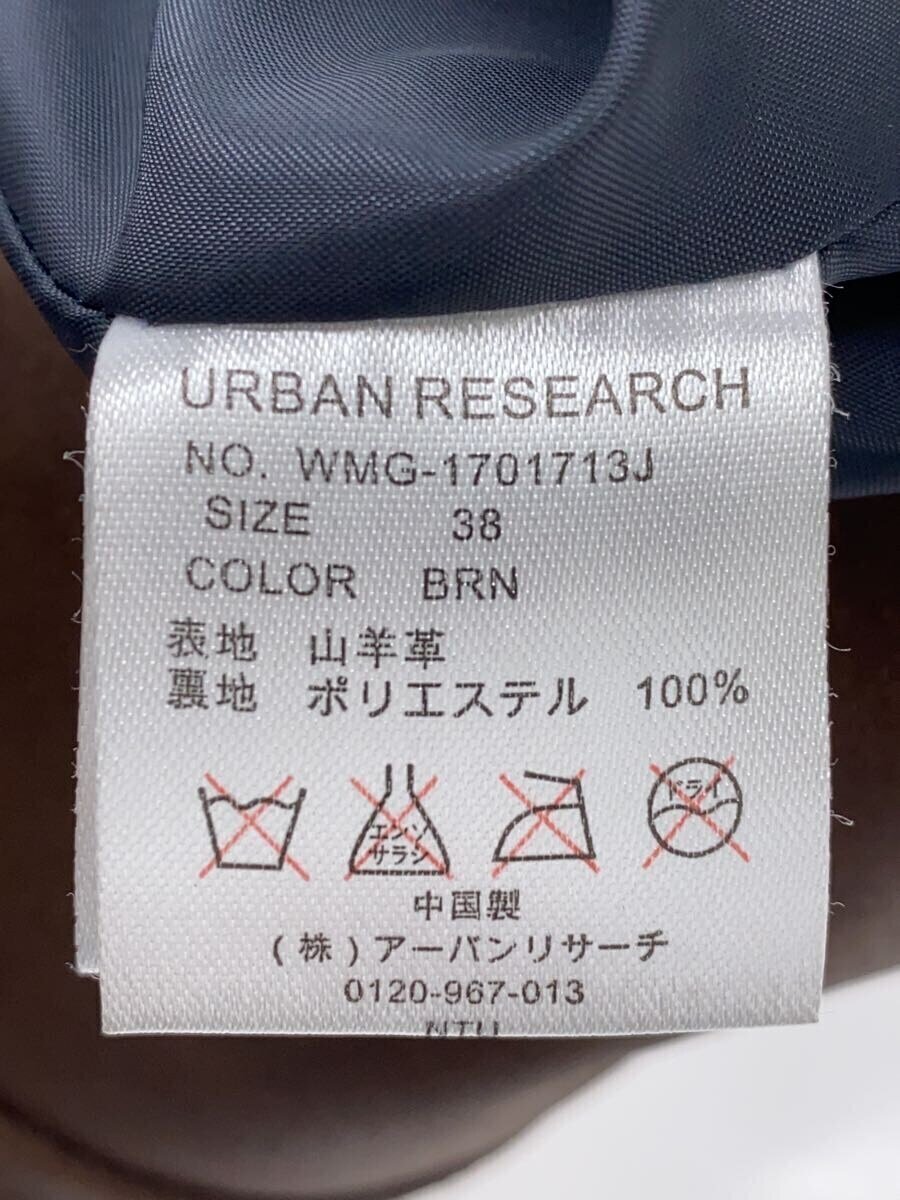 URBAN RESEARCH
NO. WMG-1701713J
SIZE 38
COLOR BRN
表地 山羊革
裏地 ポリエステル 100%
エンソ サラシ
ドライ
中国製
(株)アーバンリサーチ
0120-967-013